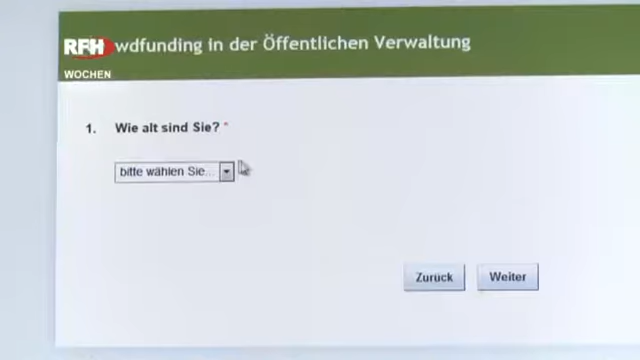 RFH wdfunding in der Öffentlichen Verwaltung
WOCHEN
1. Wie alt sind Sie? *
bitte wählen Sie...
Zurück Weiter